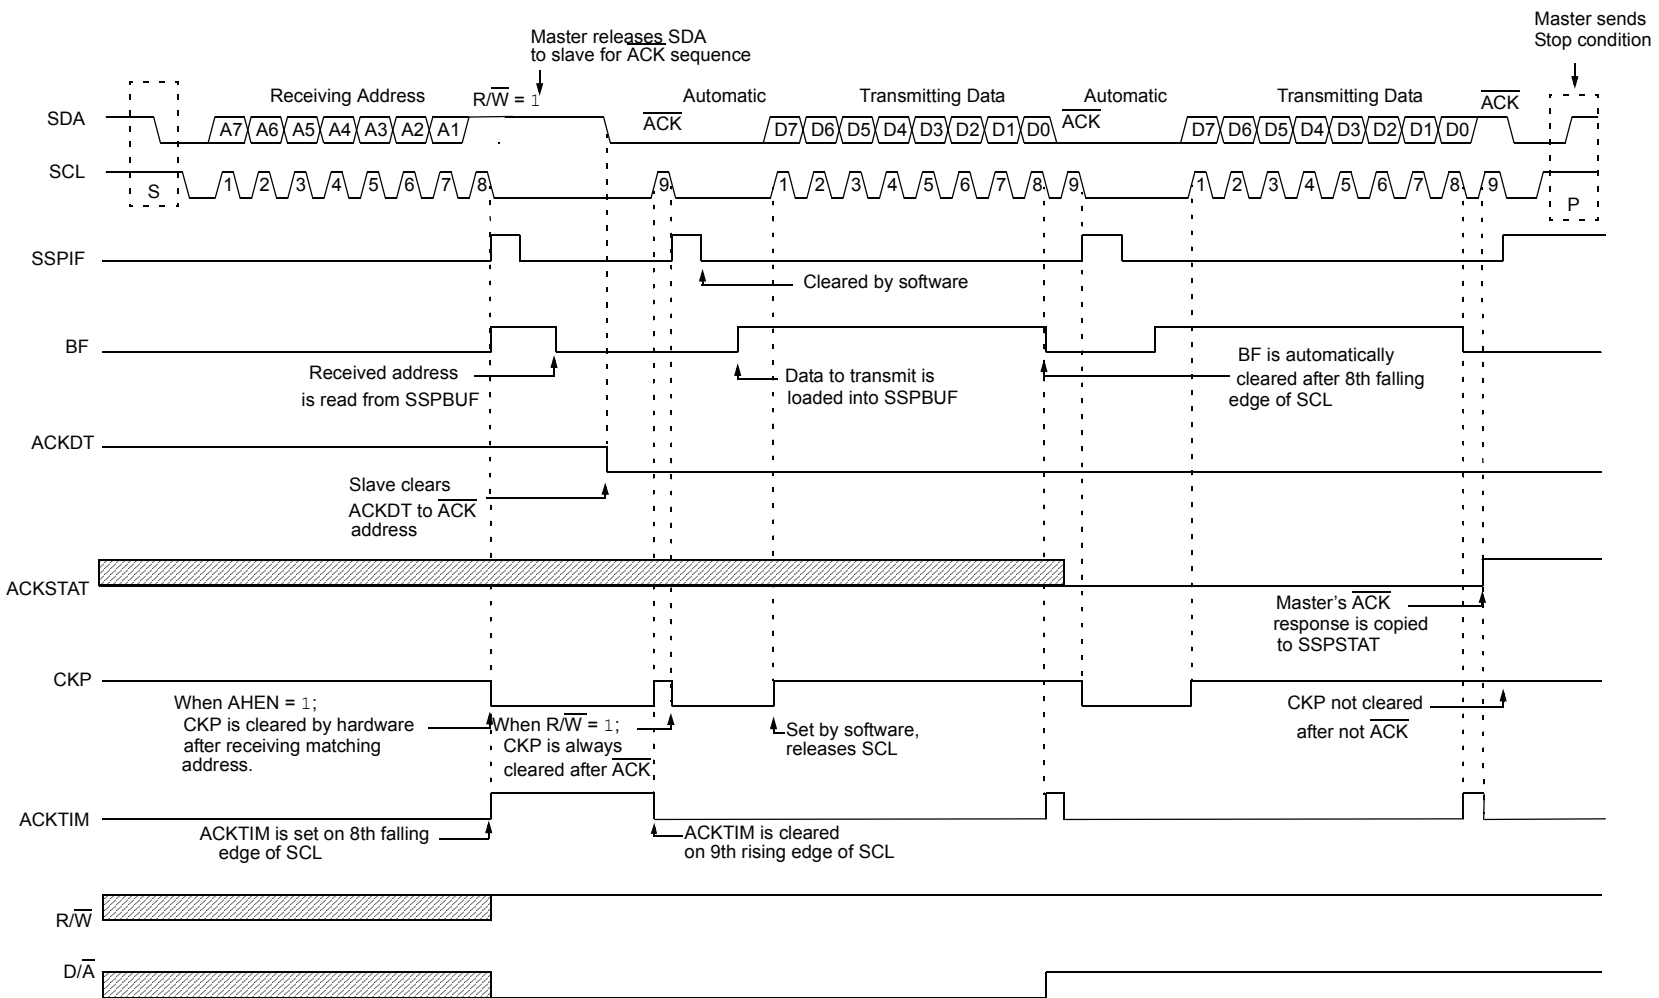 Master sends
Stop condition
Master releases SDA
to slave for A̅C̅K̅ sequence
Receiving Address R/W̅ = 1 Automatic Transmitting Data Automatic Transmitting Data A̅C̅K̅
SDA A7 A6 A5 A4 A3 A2 A1 A̅C̅K̅ D7 D6 D5 D4 D3 D2 D1 D0 A̅C̅K̅ D7 D6 D5 D4 D3 D2 D1 D0
SCL S 1 2 3 4 5 6 7 8 9 1 2 3 4 5 6 7 8 9 1 2 3 4 5 6 7 8 9 P
SSPIF
Cleared by software
BF
Received address
is read from SSPBUF
Data to transmit is
loaded into SSPBUF
BF is automatically
cleared after 8th falling
edge of SCL
ACKDT
Slave clears
ACKDT to A̅C̅K̅
address
ACKSTAT
Master's A̅C̅K̅
response is copied
to SSPSTAT
CKP
When AHEN = 1;
CKP is cleared by hardware
after receiving matching
address.
When R/W̅ = 1;
CKP is always
cleared after A̅C̅K̅
Set by software,
releases SCL
CKP not cleared
after not A̅C̅K̅
ACKTIM
ACKTIM is set on 8th falling
edge of SCL
ACKTIM is cleared
on 9th rising edge of SCL
R/W̅
D/A̅